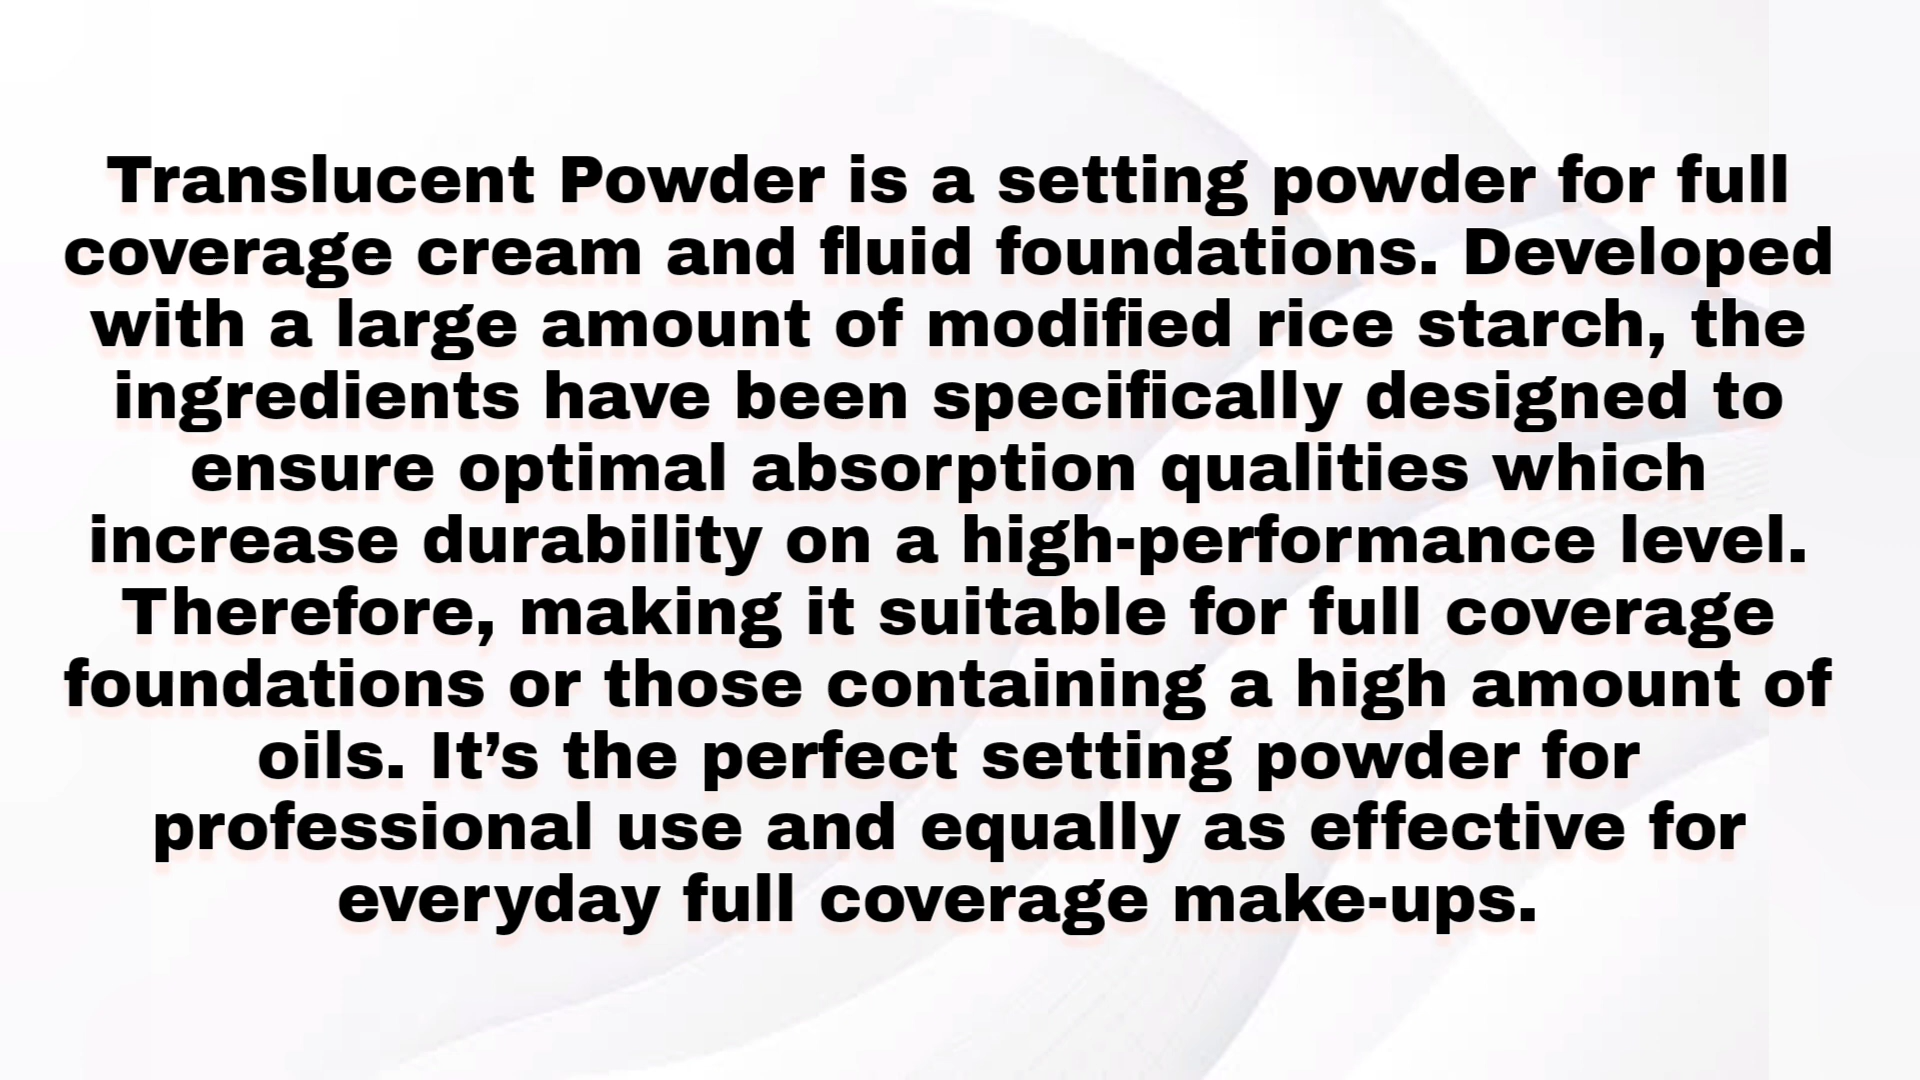 Translucent Powder is a setting powder for full
coverage cream and fluid foundations. Developed
with a large amount of modified rice starch, the
ingredients have been specifically designed to
ensure optimal absorption qualities which
increase durability on a high-performance level.
Therefore, making it suitable for full coverage
foundations or those containing a high amount of
oils. It’s the perfect setting powder for
professional use and equally as effective for
everyday full coverage make-ups.